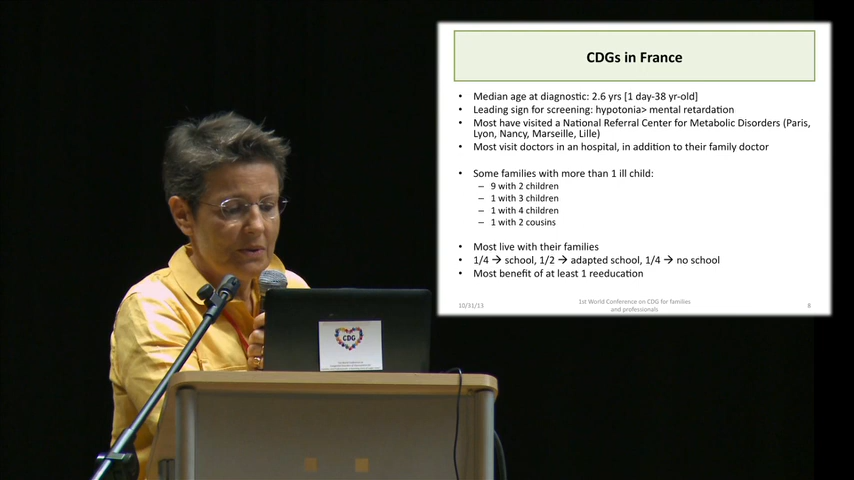 CDGs in France
• Median age at diagnostic: 2.6 yrs [1 day-38 yr-old]
• Leading sign for screening: hypotonia> mental retardation
• Most have visited a National Referral Center for Metabolic Disorders (Paris,
Lyon, Nancy, Marseille, Lille)
• Most visit doctors in an hospital, in addition to their family doctor
• Some families with more than 1 ill child:
– 9 with 2 children
– 1 with 3 children
– 1 with 4 children
– 1 with 2 cousins
• Most live with their families
• 1/4 → school, 1/2 → adapted school, 1/4 → no school
• Most benefit of at least 1 reeducation
10/31/13
1st World Conference on CDG for families
and professionals
8
CDG